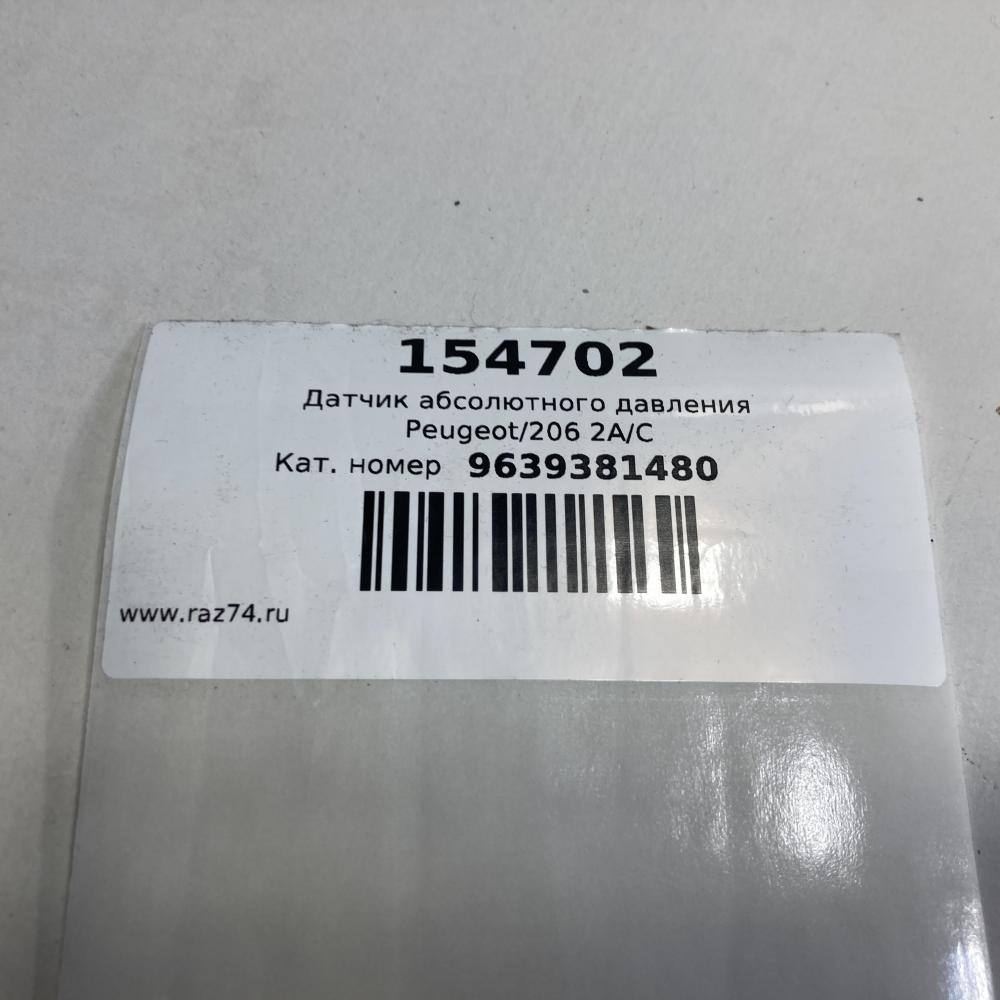 154702
Датчик абсолютного давления
Peugeot/206 2A/C
Кат. номер 9639381480
www.raz74.ru